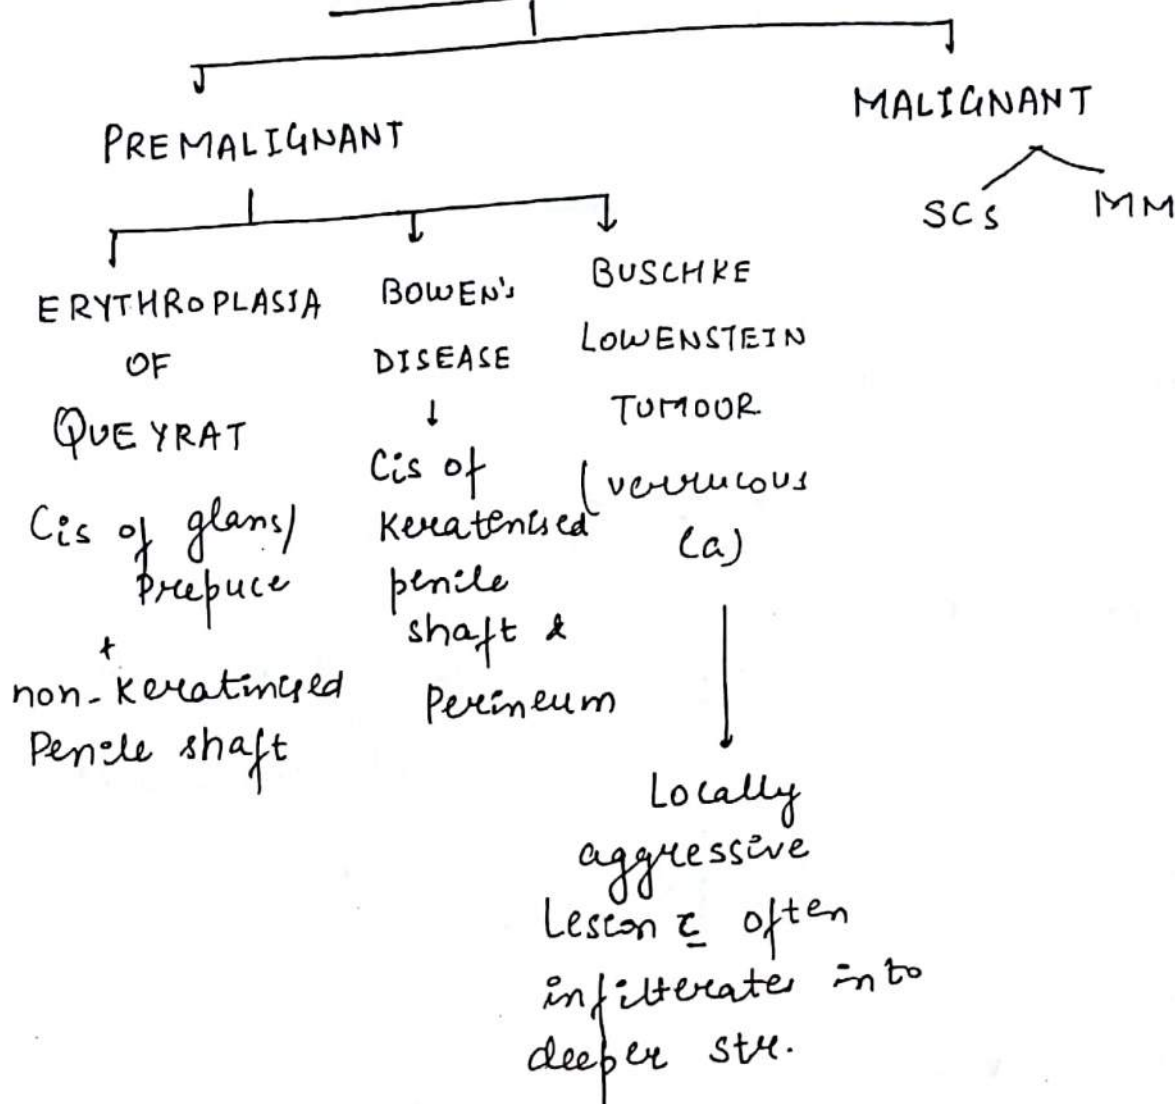 PREMALIGNANT
MALIGNANT
SCs
MM
ERYTHROPLASIA
OF
QUEYRAT
Cis of glans/
Prepuce
+
non-Keratinised
Penile shaft
BOWEN's
DISEASE
↓
Cis of
Keratenised
penile
shaft &
Perineum
BUSCHKE
LOWENSTEIN
TUMOUR
(verrucous
(a)
Locally
aggressive
Lesion c̄ often
infilterates into
deeper str.